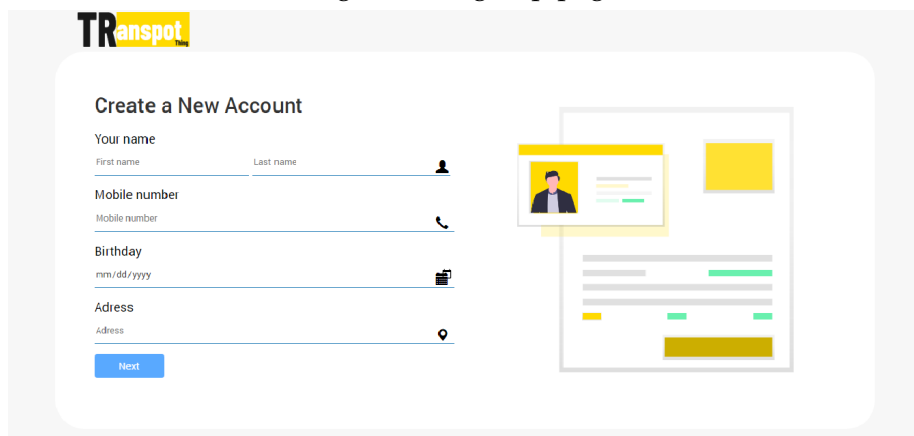 TRanspot
Thing
Create a New Account
Your name
First name Last name
Mobile number
Mobile number
Birthday
mm/dd/yyyy
Adress
Adress
Next